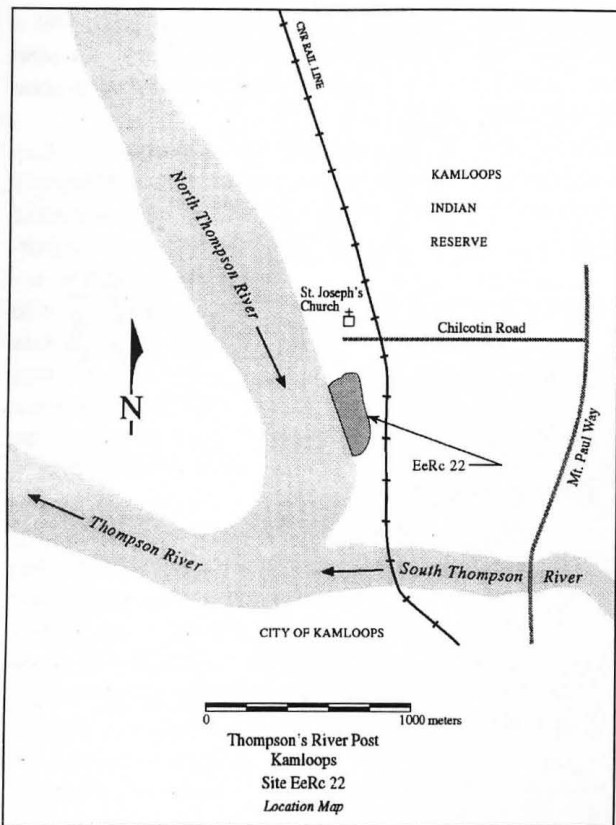 CNR RAIL LINE
North Thompson River
KAMLOOPS
INDIAN
RESERVE
St. Joseph's
Church
Chilcotin Road
N
EeRc 22
Mt. Paul Way
Thompson River
South Thompson River
CITY OF KAMLOOPS
0 1000 meters
Thompson's River Post
Kamloops
Site EeRc 22
Location Map